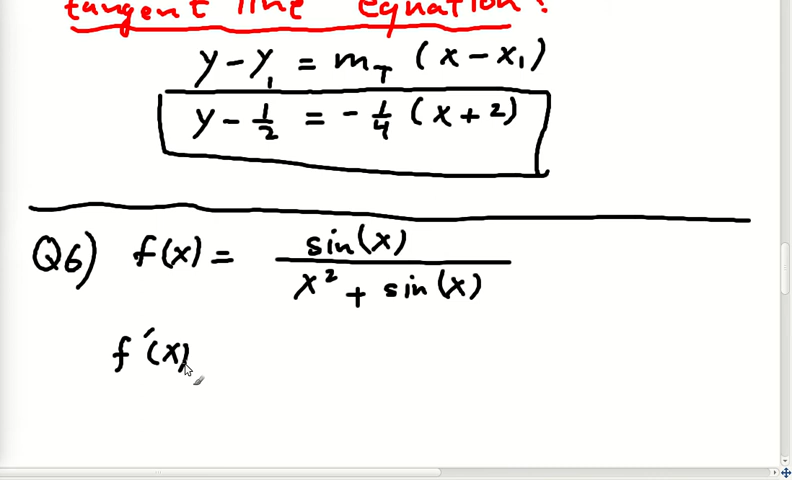 tangent line equation:
y - y₁ = m_T (x - x₁)
y - 1/2 = - 1/4 (x + 2)
Q6) f(x) = sin(x) / x² + sin(x)
f'(x)